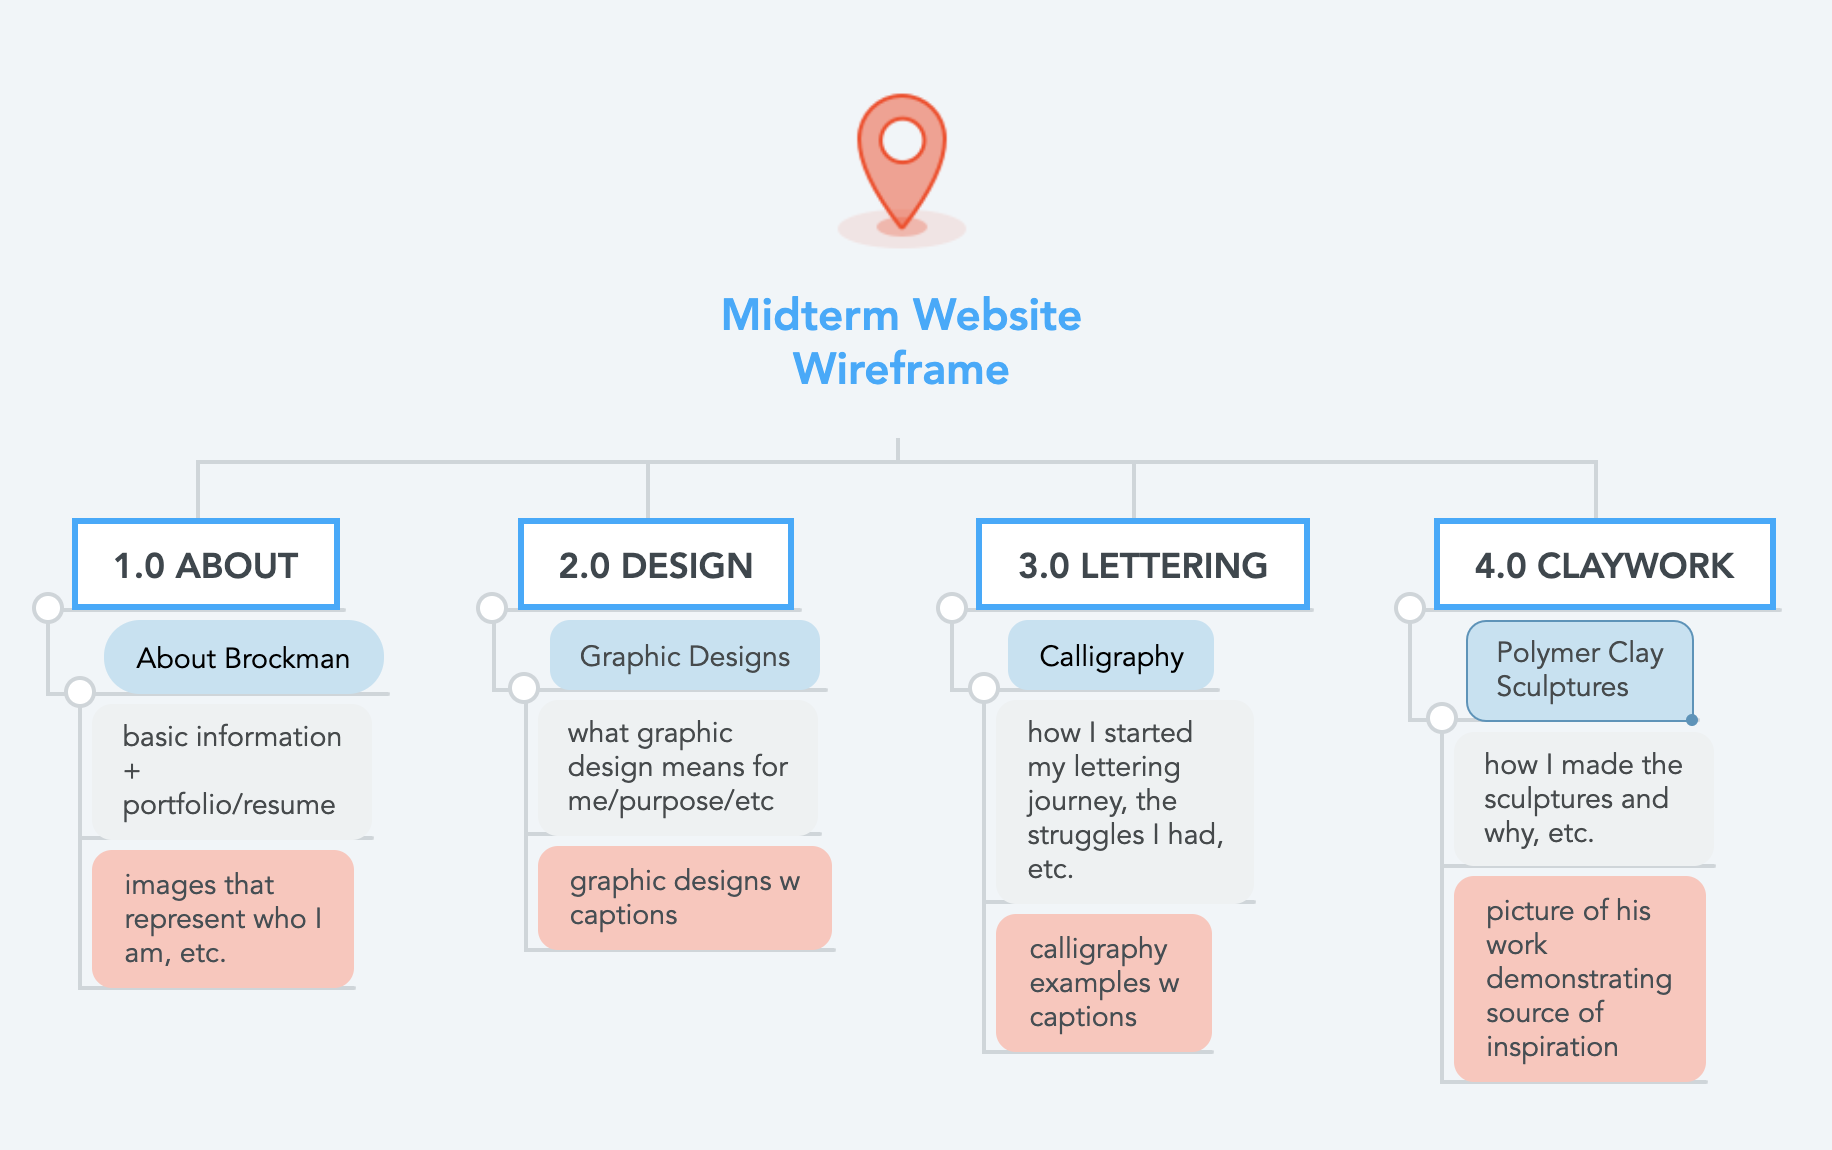 Midterm Website
Wireframe
1.0 ABOUT
About Brockman
basic information
+
portfolio/resume
images that
represent who I
am, etc.
2.0 DESIGN
Graphic Designs
what graphic
design means for
me/purpose/etc
graphic designs w
captions
3.0 LETTERING
Calligraphy
how I started
my lettering
journey, the
struggles I had,
etc.
calligraphy
examples w
captions
4.0 CLAYWORK
Polymer Clay
Sculptures
how I made the
sculptures and
why, etc.
picture of his
work
demonstrating
source of
inspiration